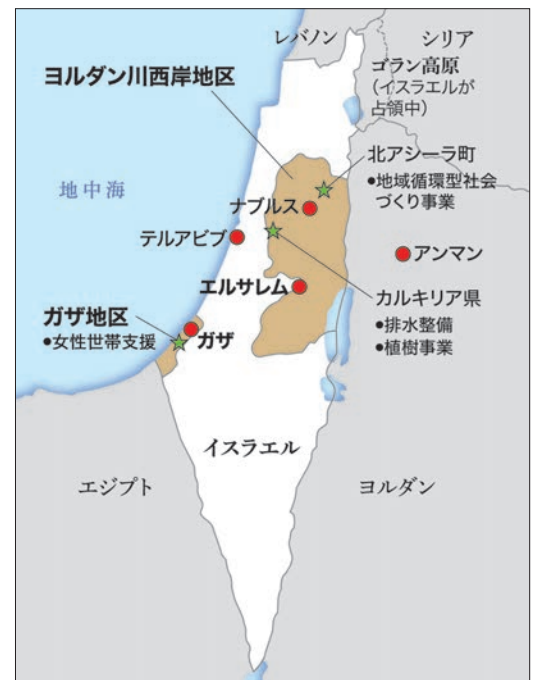 レバノン
シリア
ヨルダン川西岸地区
ゴラン高原
(イスラエルが
占領中)
地中海
北アシーラ町
●地域循環型社会
づくり事業
ナブルス
テルアビブ
アンマン
エルサレム
カルキリア県
●排水整備
●植樹事業
ガザ地区
●女性世帯支援
ガザ
イスラエル
エジプト
ヨルダン